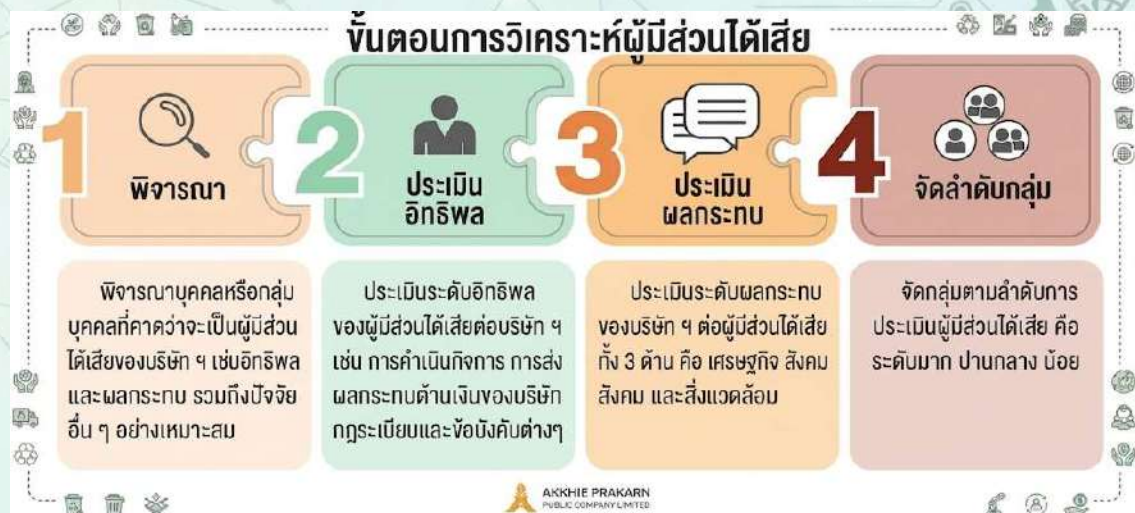 ขั้นตอนการวิเคราะห์ผู้มีส่วนได้เสีย
1
พิจารณา
2
ประเมิน
อิทธิพล
3
ประเมิน
ผลกระทบ
4
จัดลำดับกลุ่ม
พิจารณาบุคคลหรือกลุ่ม
บุคคลที่คาดว่าจะเป็นผู้มีส่วน
ได้เสียของบริษัท ฯ เช่นอิทธิพล
และผลกระทบ รวมถึงปัจจัย
อื่น ๆ อย่างเหมาะสม
ประเมินระดับอิทธิพล
ของผู้มีส่วนได้เสียต่อบริษัท ฯ
เช่น การดำเนินกิจการ การส่ง
ผลกระทบด้านเงินของบริษัท
กฎระเบียบและข้อบังคับต่างๆ
ประเมินระดับผลกระทบ
ของบริษัท ฯ ต่อผู้มีส่วนได้เสีย
ทั้ง 3 ด้าน คือ เศรษฐกิจ สังคม
สังคม และสิ่งแวดล้อม
จัดกลุ่มตามลำดับการ
ประเมินผู้มีส่วนได้เสีย คือ
ระดับมาก ปานกลาง น้อย
AKKHIE PRAKARN
PUBLIC COMPANY LIMITED